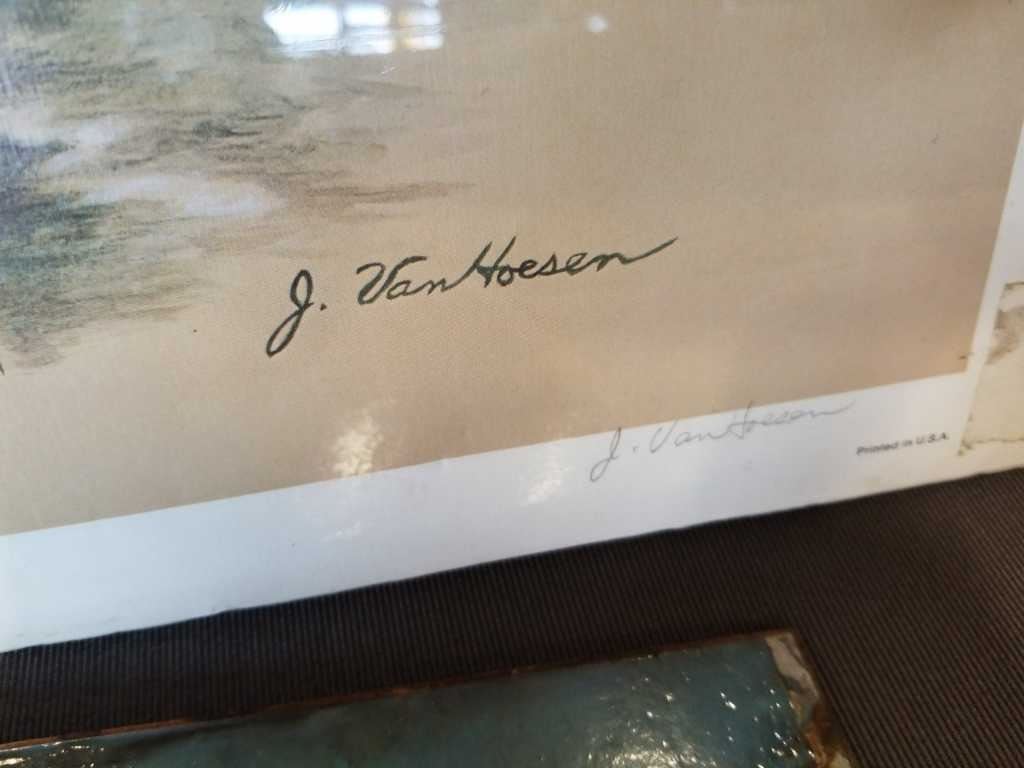 J. VanHoesen
J. VanHoesen
Printed in U.S.A.